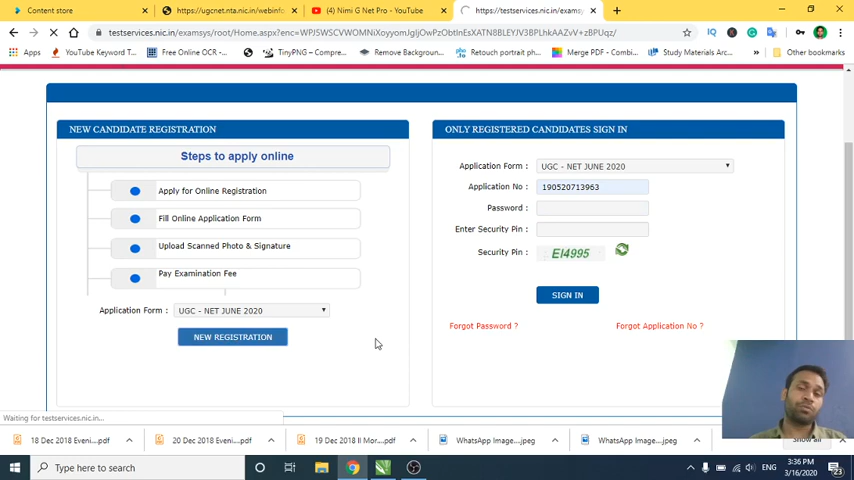 Content store
https://ugcnet.nta.nic.in/webinfo
(4) Nimi G Net Pro - YouTube
https://testservices.nic.in/examsy
testservices.nic.in/examsys/root/Home.aspx?enc=
Apps
YouTube Keyword T...
Free Online OCR -...
TinyPNG – Compre...
Remove Background...
Retouch portrait ph...
Merge PDF - Combi...
Study Materials Arc...
Other bookmarks
NEW CANDIDATE REGISTRATION
Steps to apply online
Apply for Online Registration
Fill Online Application Form
Upload Scanned Photo & Signature
Pay Examination Fee
Application Form : UGC - NET JUNE 2020
NEW REGISTRATION
ONLY REGISTERED CANDIDATES SIGN IN
Application Form : UGC - NET JUNE 2020
Application No : 190520713963
Password :
Enter Security Pin :
Security Pin : EI4995
SIGN IN
Forgot Password ?
Forgot Application No ?
Waiting for testservices.nic.in...
18 Dec 2018 Eveni....pdf
20 Dec 2018 Eveni....pdf
19 Dec 2018 II Mor....pdf
WhatsApp Image....jpeg
WhatsApp Image....jpeg
Show all
Type here to search
ENG
3:36 PM
3/16/2020
23